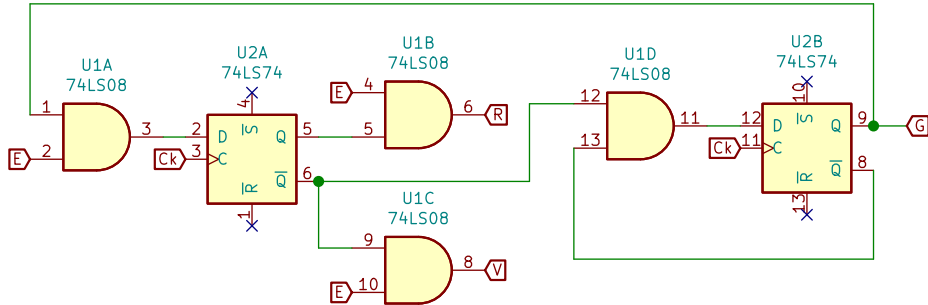 U1A
74LS08
1
2
3
E
U2A
74LS74
4
S
2
D
Q
5
Ck
3
C
R
Q
6
1
U1B
74LS08
E
4
5
6
R
U1C
74LS08
9
E
10
8
V
U1D
74LS08
12
13
11
U2B
74LS74
10
S
12
D
Q
9
G
Ck
11
C
R
Q
8
13